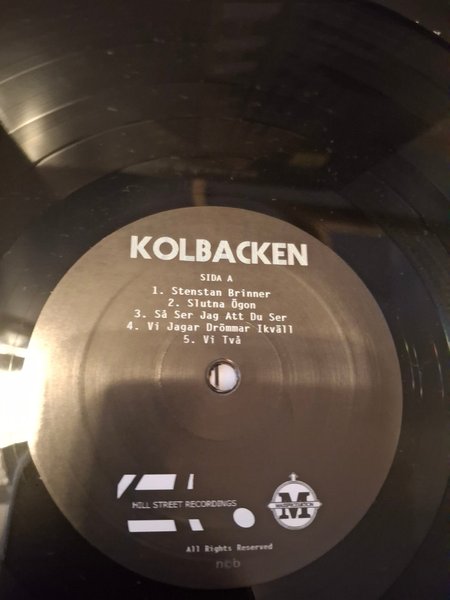 KOLBACKEN
SIDA A
1. Stenstan Brinner
2. Slutna Ögon
3. Så Ser Jag Att Du Ser
4. Vi Jagar Drömmar Ikväll
5. Vi Två
MILL STREET RECORDINGS
M
All Rights Reserved
ncb